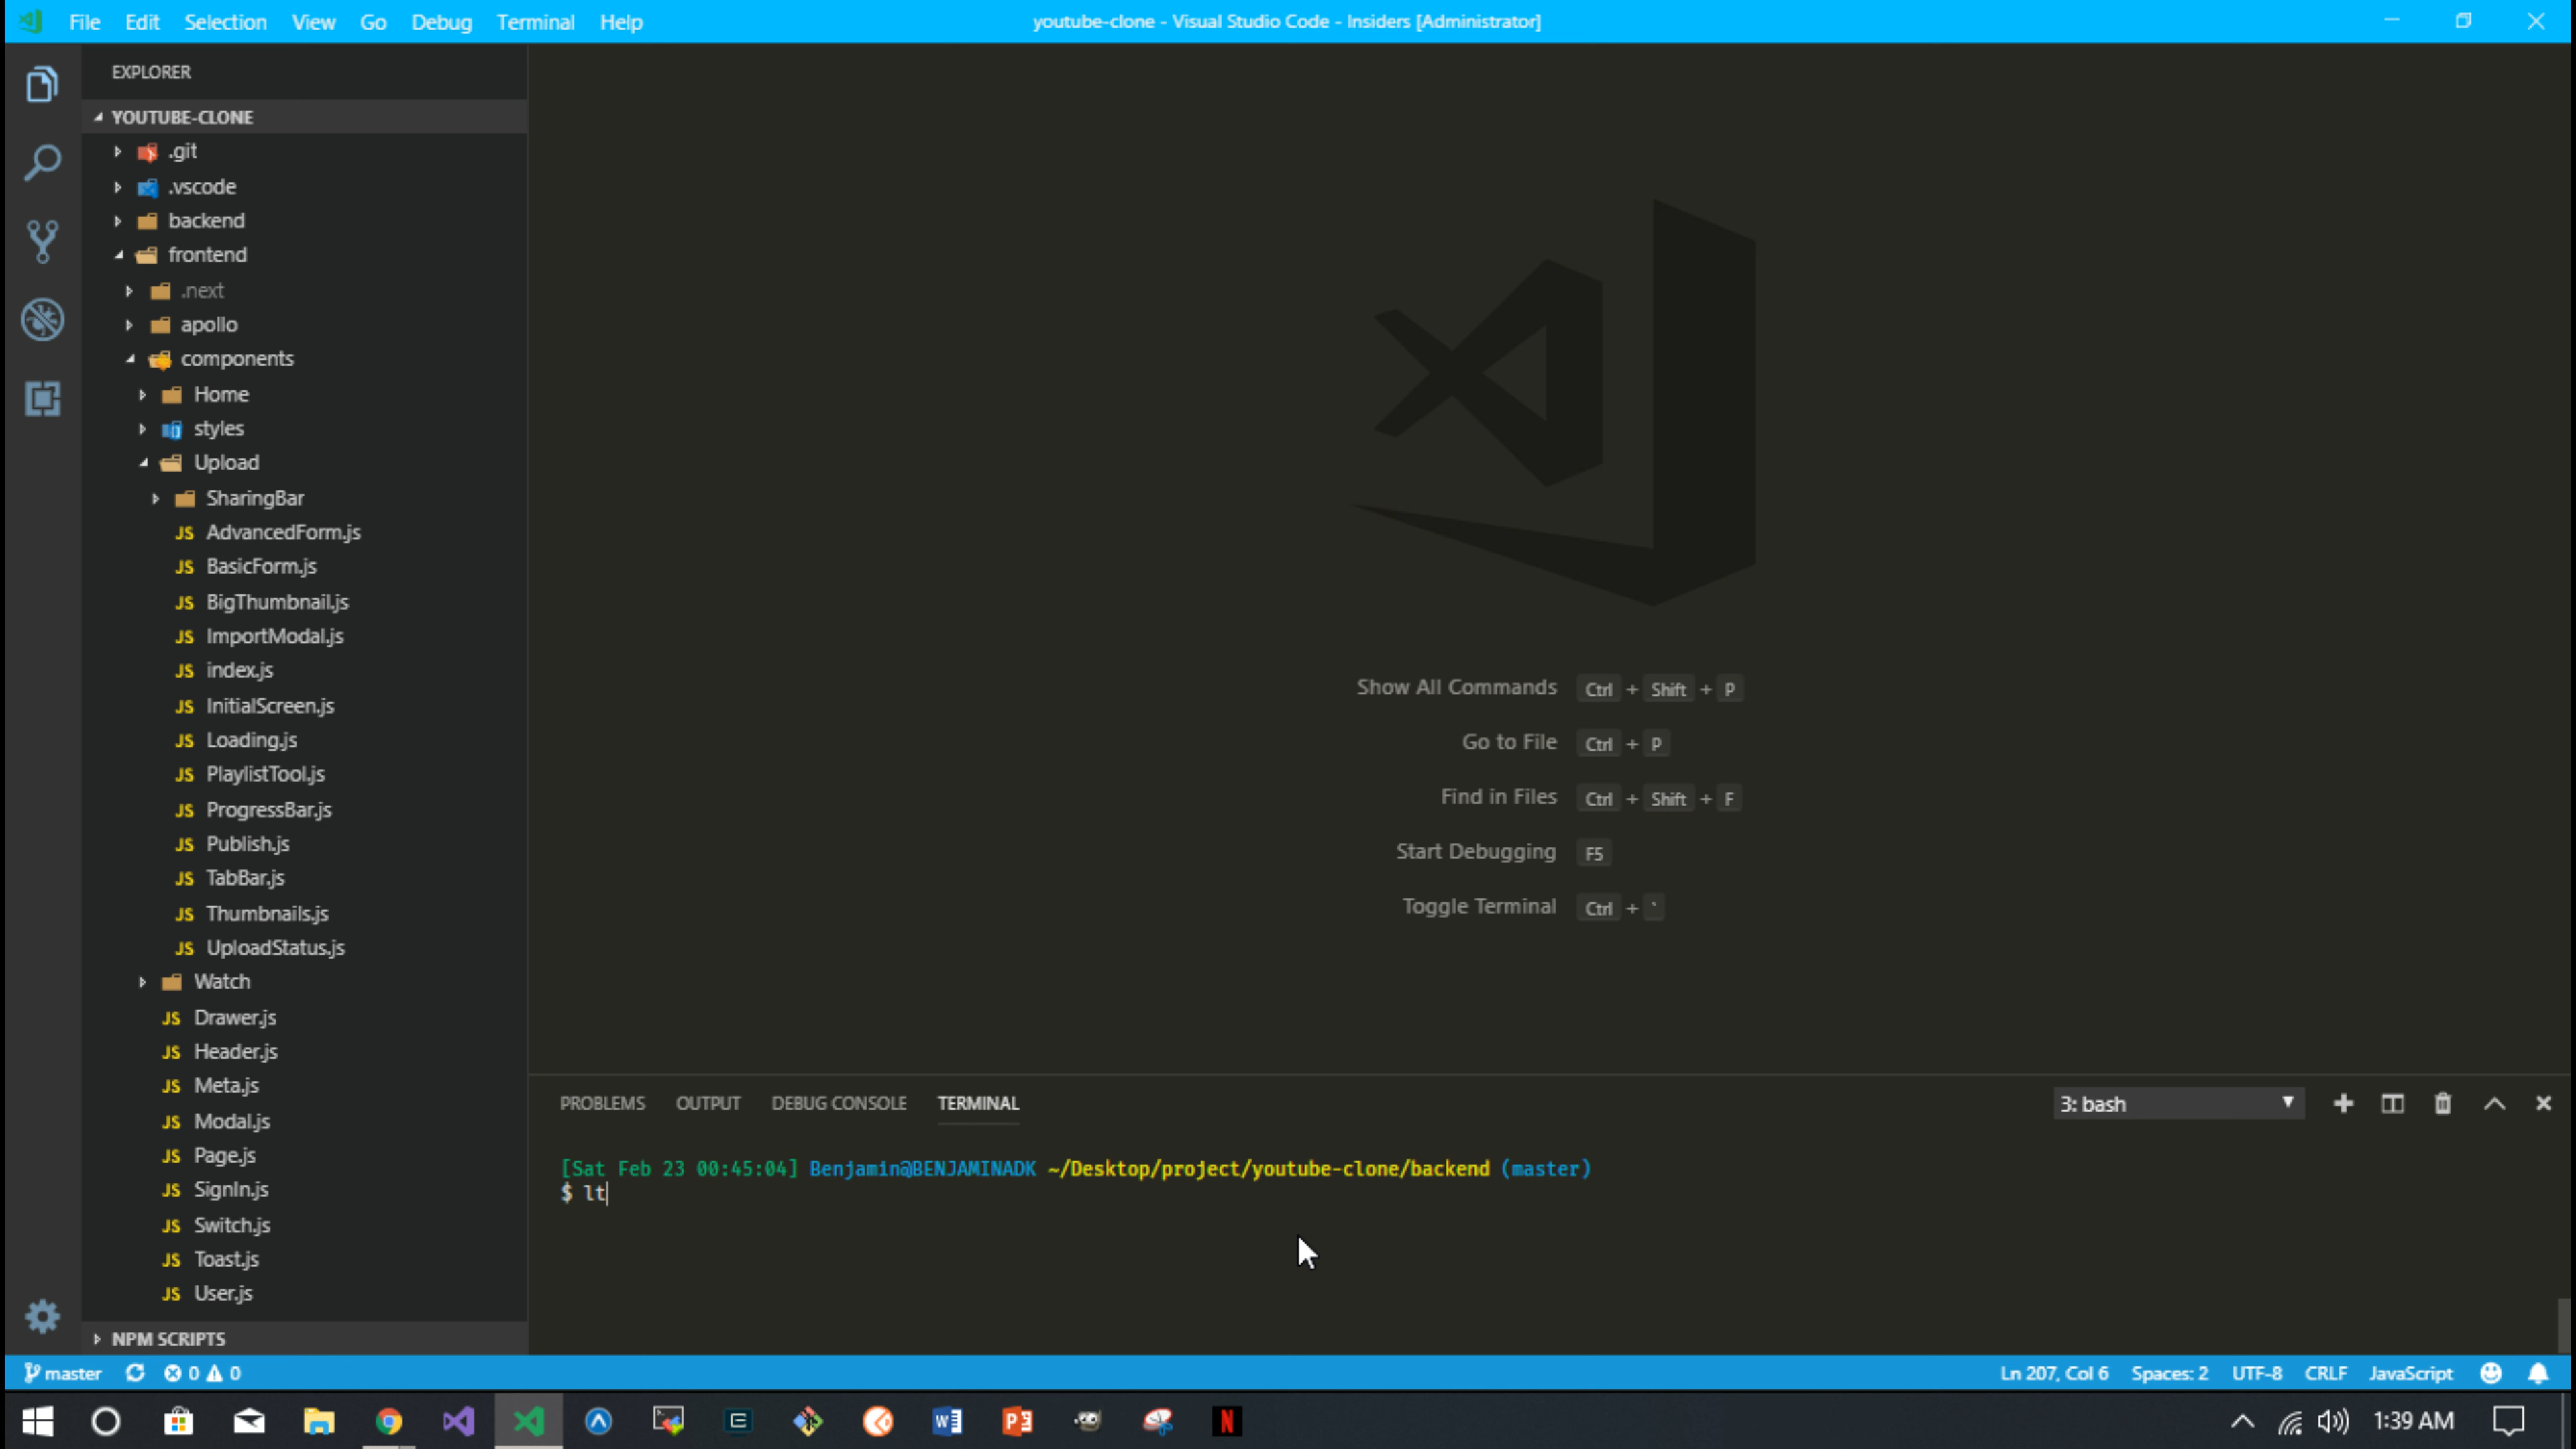 File Edit Selection View Go Debug Terminal Help
youtube-clone - Visual Studio Code - Insiders [Administrator]
EXPLORER
YOUTUBE-CLONE
.git
.vscode
backend
frontend
.next
apollo
components
Home
styles
Upload
SharingBar
JS AdvancedForm.js
JS BasicForm.js
JS BigThumbnail.js
JS ImportModal.js
JS index.js
JS InitialScreen.js
JS Loading.js
JS PlaylistTool.js
JS ProgressBar.js
JS Publish.js
JS TabBar.js
JS Thumbnails.js
JS UploadStatus.js
Watch
JS Drawer.js
JS Header.js
JS Meta.js
JS Modal.js
JS Page.js
JS SignIn.js
JS Switch.js
JS Toast.js
JS User.js
NPM SCRIPTS
Show All Commands Ctrl + Shift + P
Go to File Ctrl + P
Find in Files Ctrl + Shift + F
Start Debugging F5
Toggle Terminal Ctrl + `
PROBLEMS OUTPUT DEBUG CONSOLE TERMINAL
3: bash
[Sat Feb 23 00:45:04] Benjamin@BENJAMINADK ~/Desktop/project/youtube-clone/backend (master)
$ lt
master 0 0
Ln 207, Col 6 Spaces: 2 UTF-8 CRLF JavaScript
1:39 AM